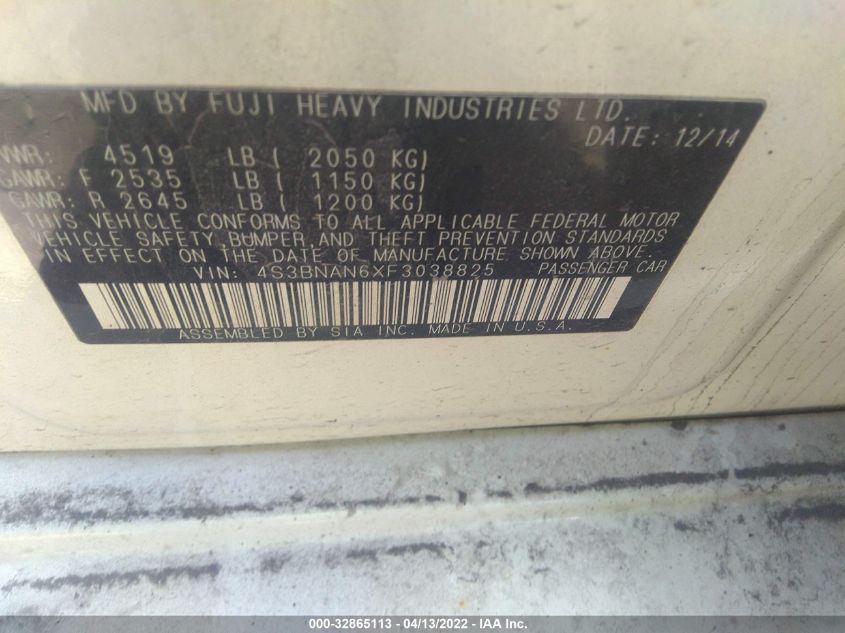 MFD BY FUJI HEAVY INDUSTRIES LTD.
DATE: 12/14
VWR: 4519 LB ( 2050 KG)
GAWR: F 2535 LB ( 1150 KG)
GAWR: R 2645 LB ( 1200 KG)
THIS VEHICLE CONFORMS TO ALL APPLICABLE FEDERAL MOTOR
VEHICLE SAFETY,BUMPER,AND THEFT PREVENTION STANDARDS
IN EFFECT ON THE DATE OF MANUFACTURE SHOWN ABOVE.
VIN: 4S3BNAN6XF3038825 PASSENGER CAR
ASSEMBLED BY SIA INC. MADE IN U.S.A.
000-32865113 - 04/13/2022 - IAA Inc.